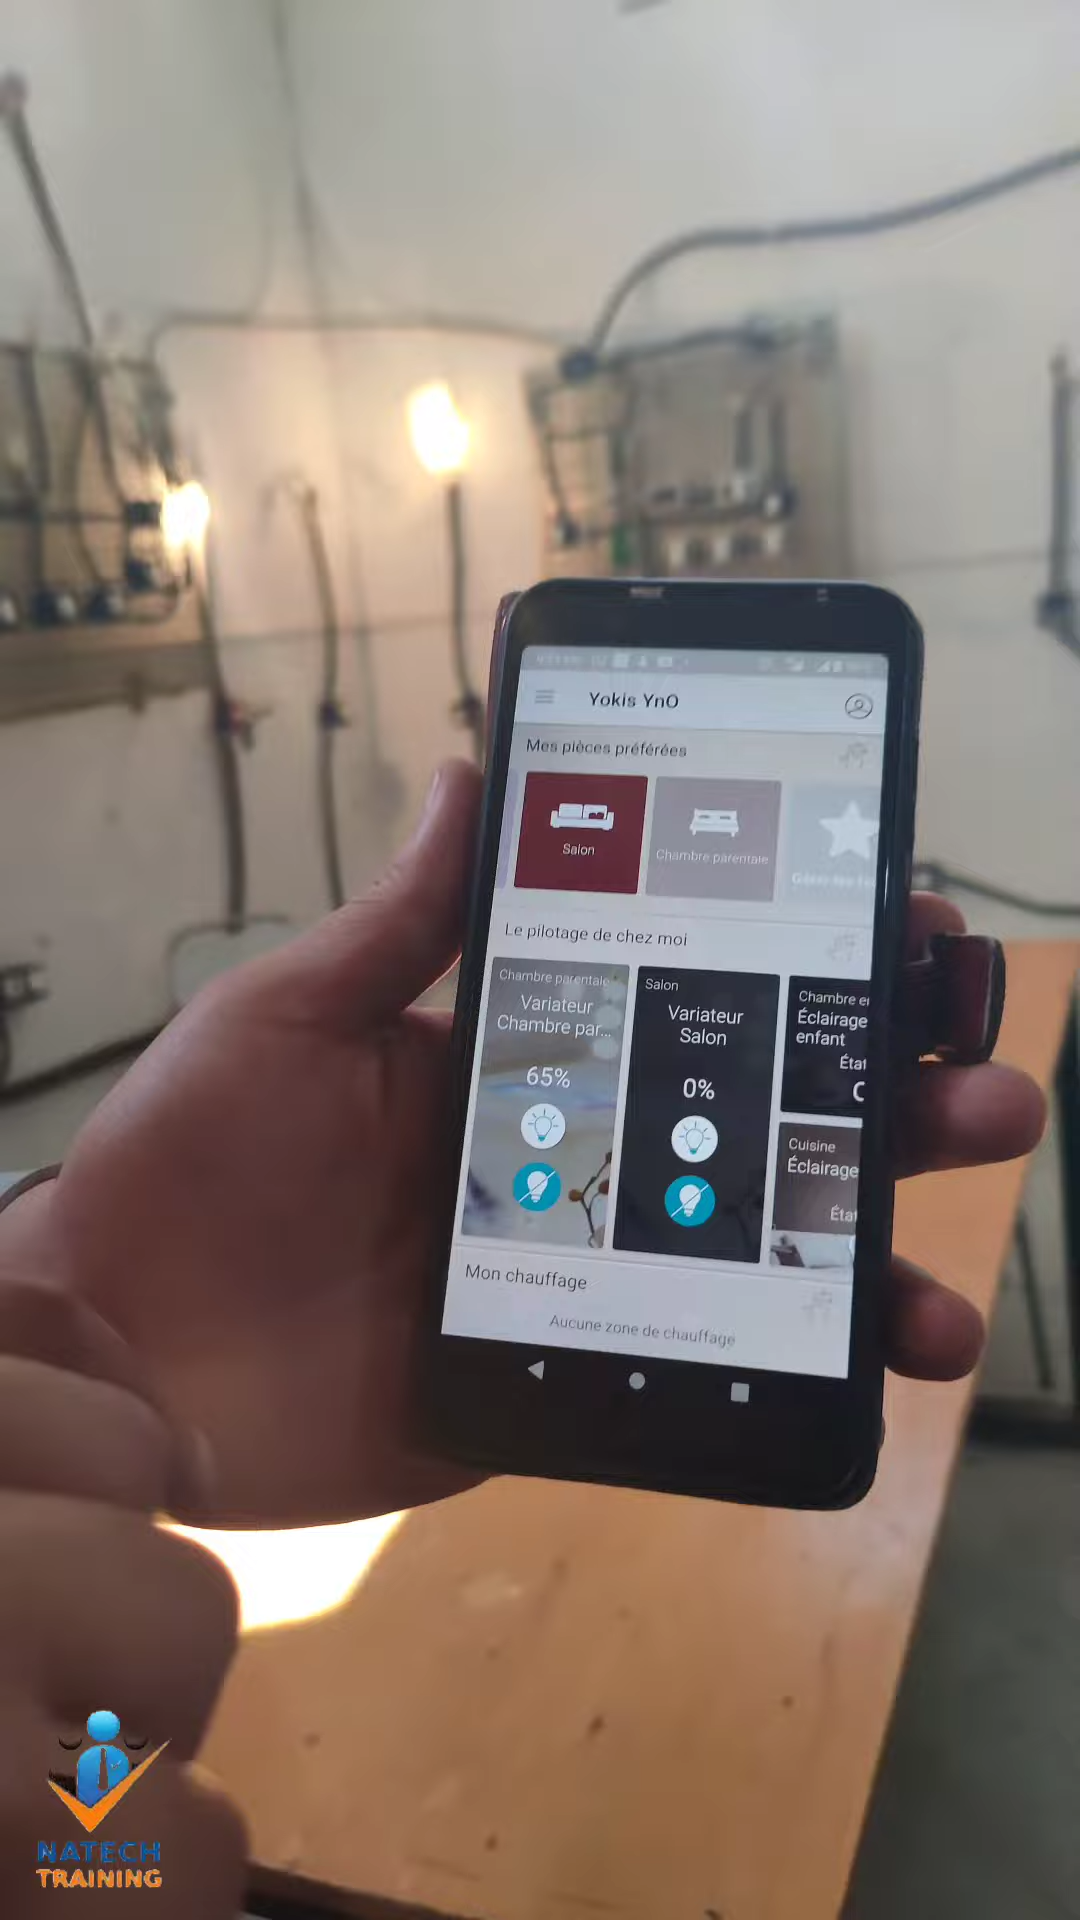 Yokis YnO
Mes pièces préférées
Salon
Chambre parentale
Le pilotage de chez moi
Chambre parentale
Variateur
Chambre par...
65%
Salon
Variateur
Salon
0%
Chambre en
Éclairage
enfant
État
Cuisine
Éclairage
État
Mon chauffage
Aucune zone de chauffage
NATECH
TRAINING